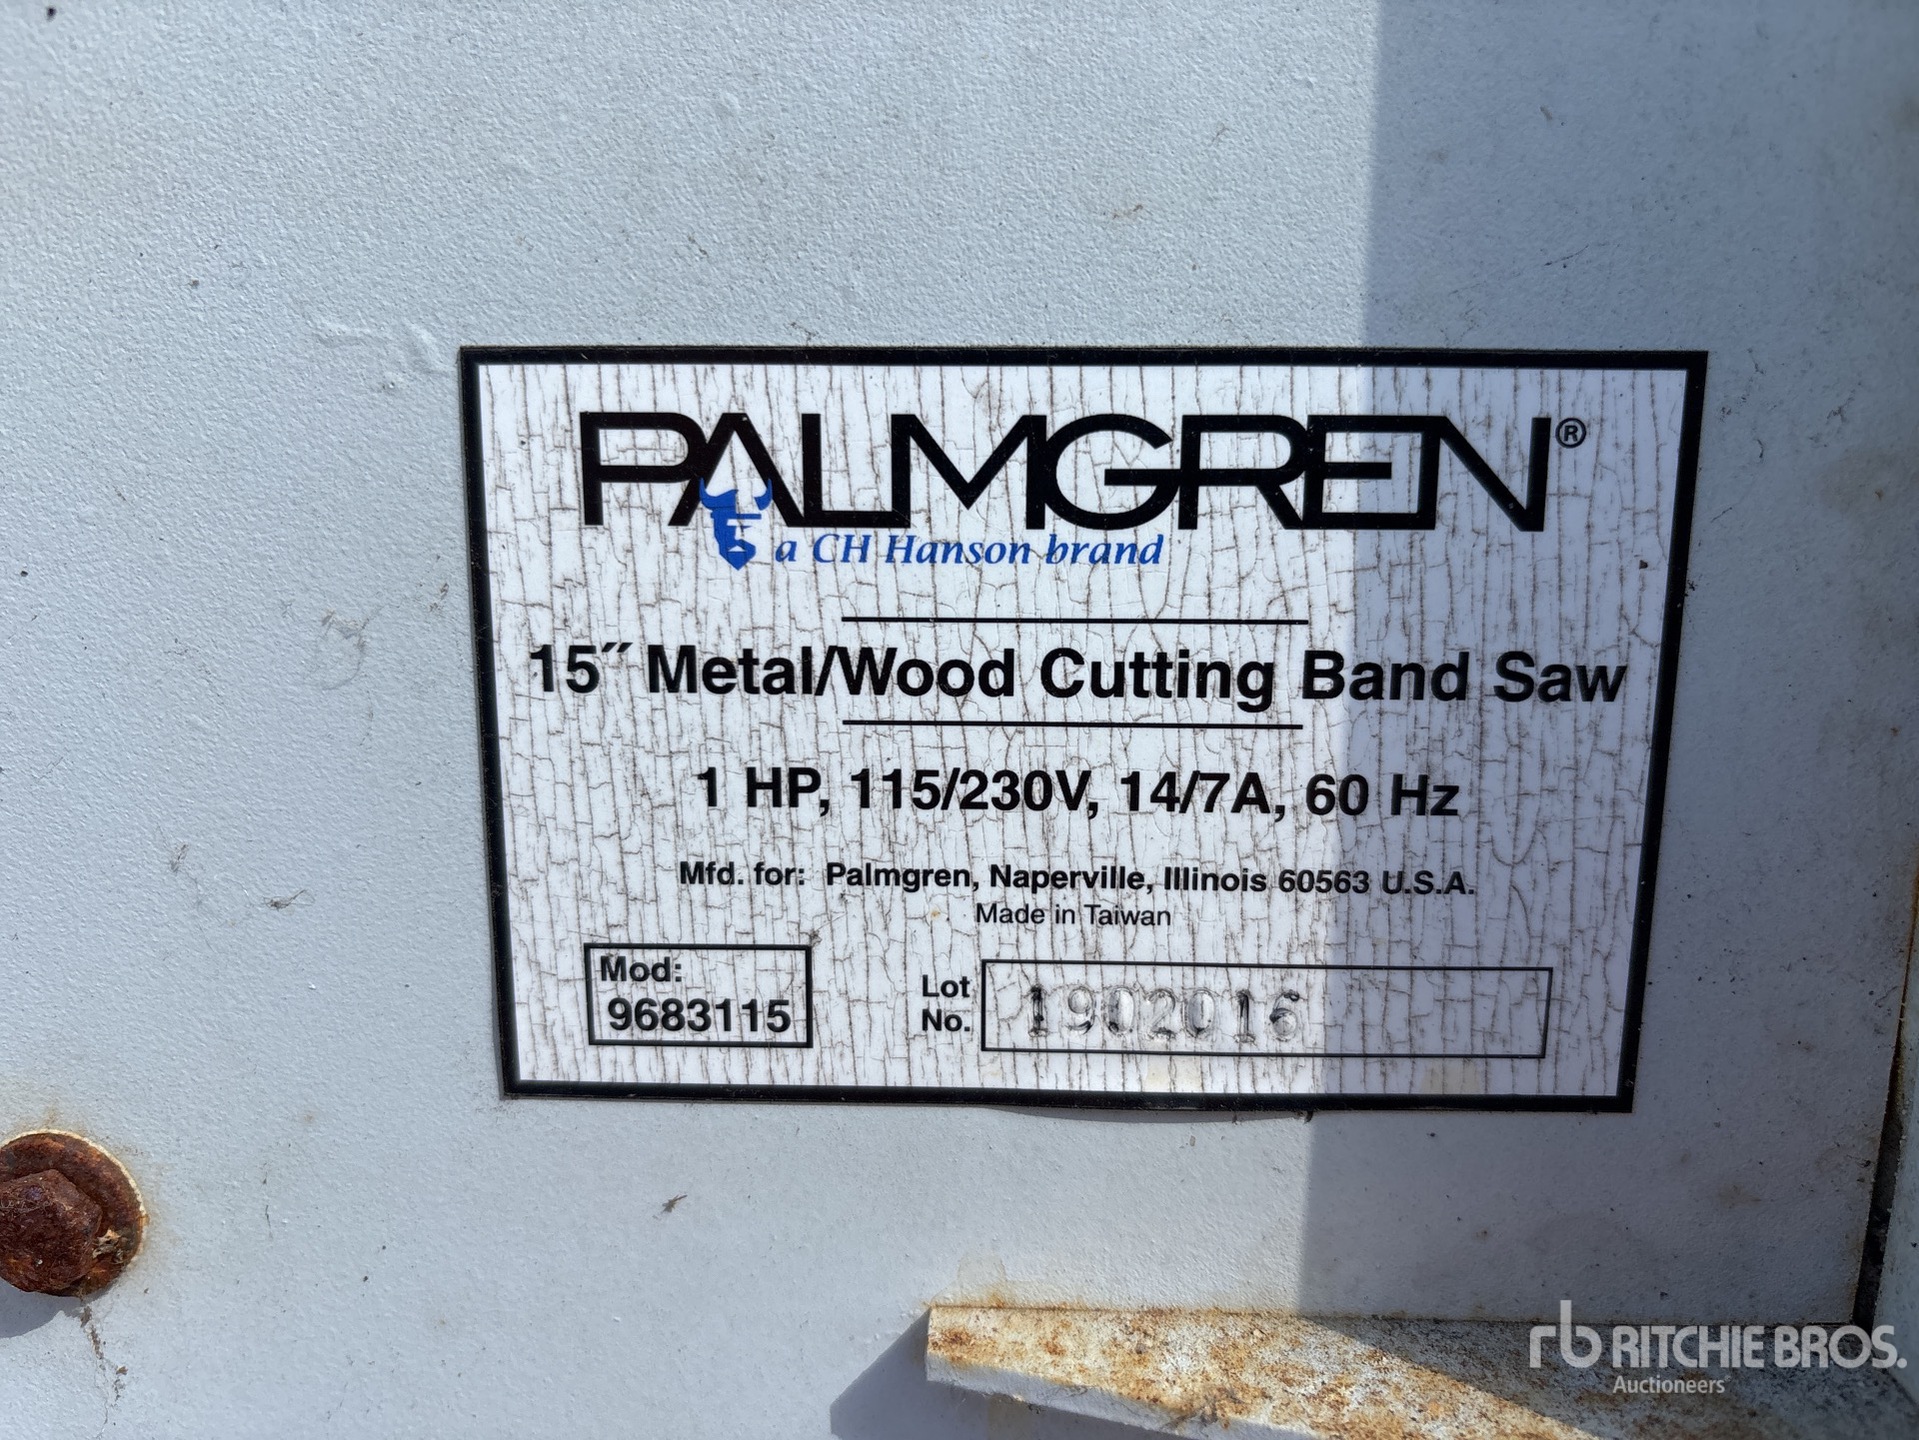 PALMGREN®
a CH Hanson brand
15″ Metal/Wood Cutting Band Saw
1 HP, 115/230V, 14/7A, 60 Hz
Mfd. for: Palmgren, Naperville, Illinois 60563 U.S.A.
Made in Taiwan
Mod:
9683115
Lot
No.
1902016
rb RITCHIE BROS.
Auctioneers